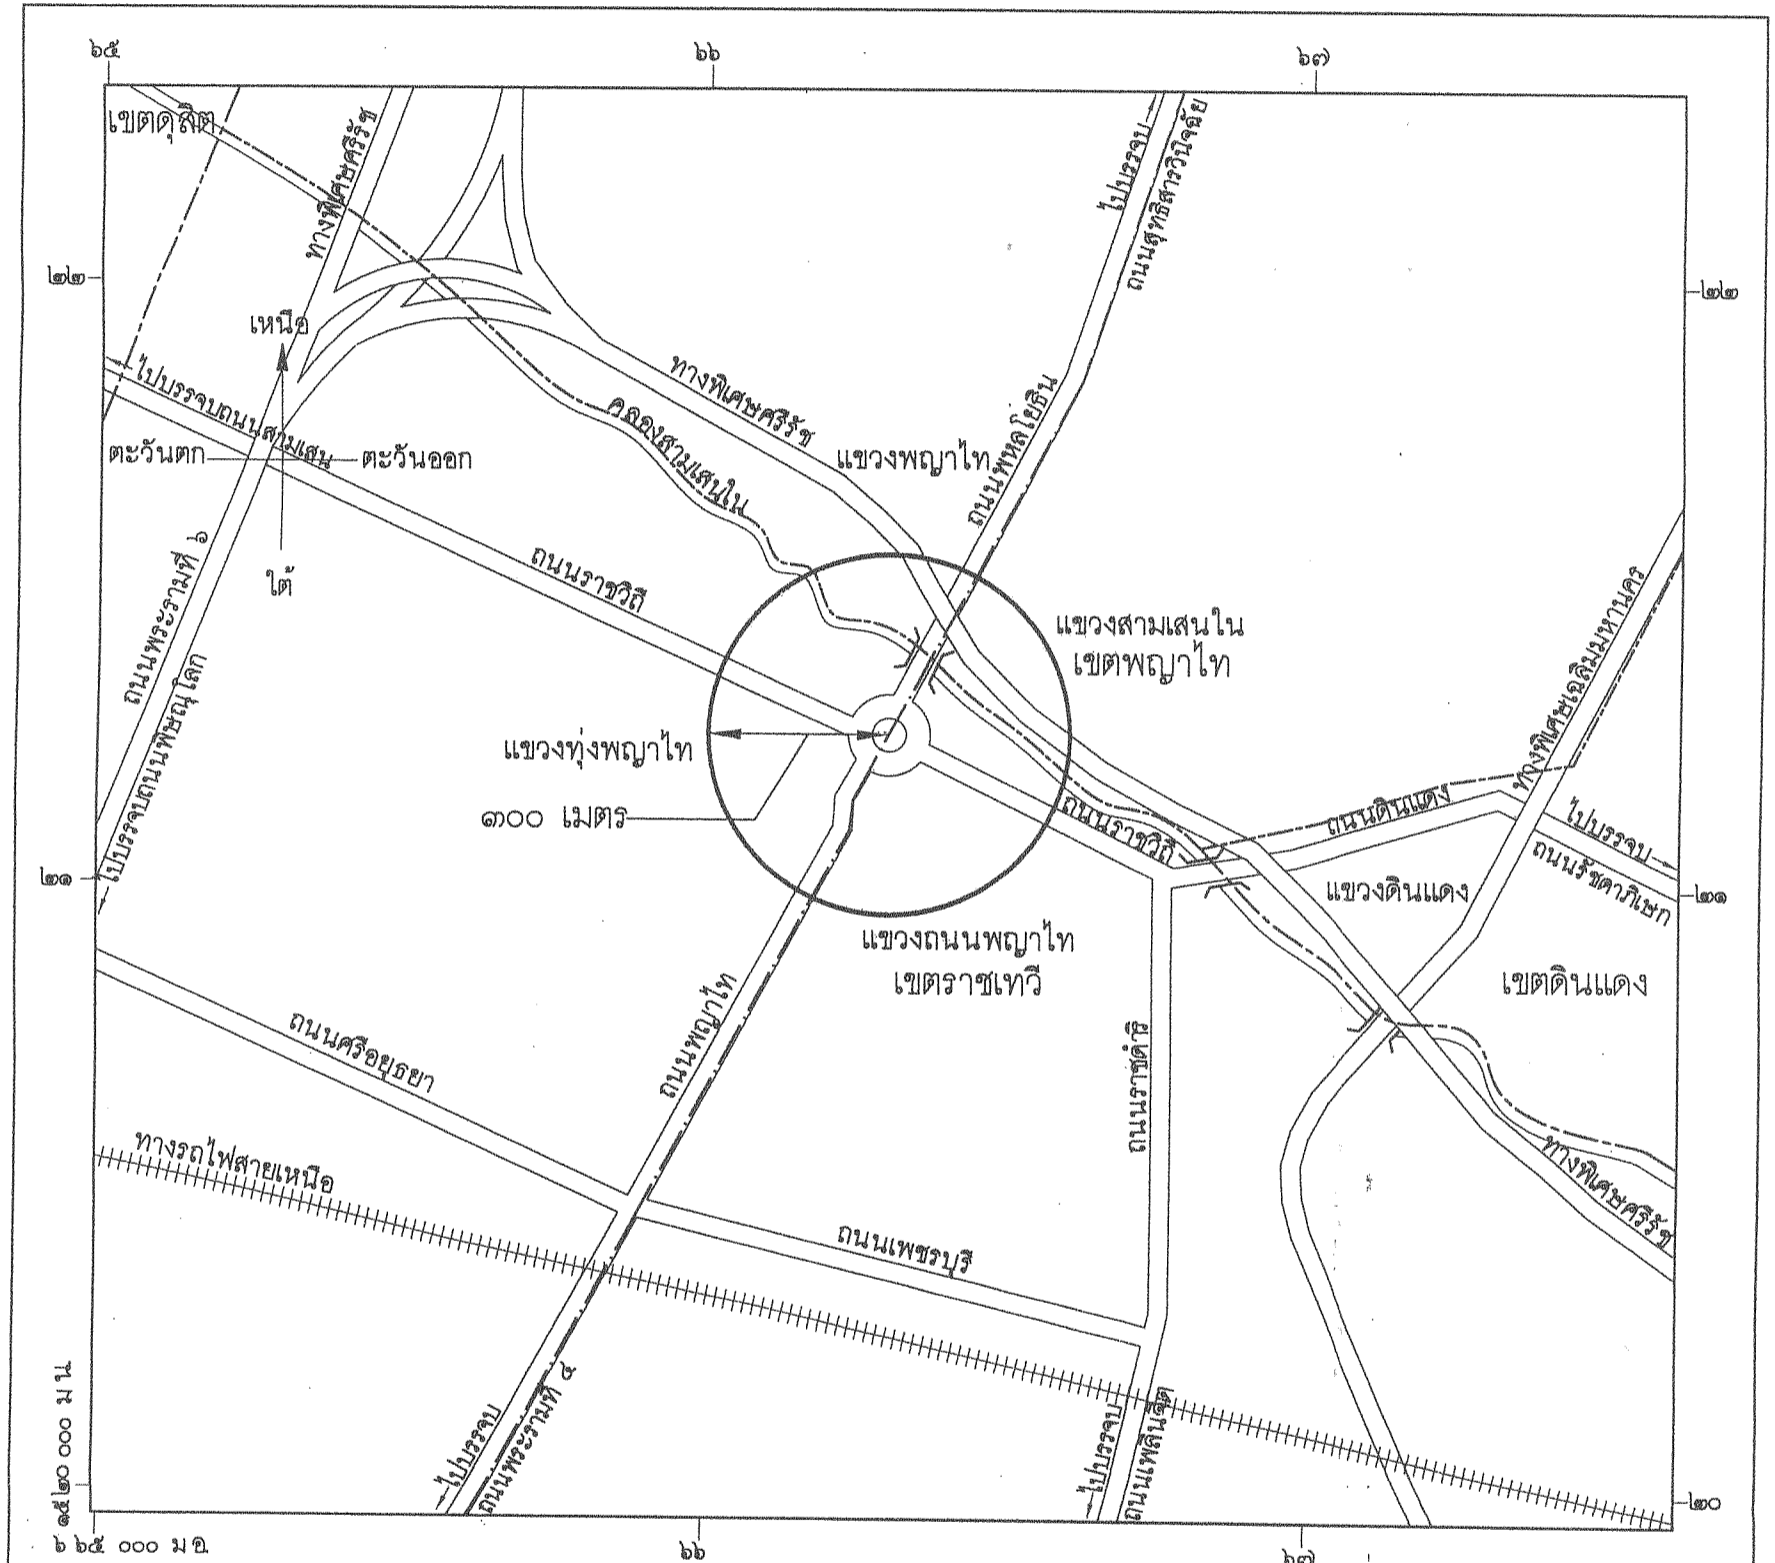 ๖๕
๖๖
๖๗
เขตดุสิต
ทางพิเศษศรีรัช
ไปบรรจบ
ถนนสุทธิสารวินิจฉัย
๒๒
๒๒
เหนือ
ไปบรรจบถนนสามเสน
ตะวันตก
ตะวันออก
ใต้
ทางพิเศษศรีรัช
คลองสามเสนใน
แขวงพญาไท
ถนนพหลโยธิน
ถนนราชวิถี
ถนนพระรามที่ ๖
ไปบรรจบถนนพิษณุโลก
แขวงสามเสนใน
เขตพญาไท
ทางพิเศษเฉลิมมหานคร
แขวงทุ่งพญาไท
๓๐๐ เมตร
ถนนราชวิถี
ถนนดินแดง
ไปบรรจบ
ถนนรัชดาภิเษก
๒๑
๒๑
แขวงดินแดง
แขวงถนนพญาไท
เขตราชเทวี
เขตดินแดง
ถนนพญาไท
ถนนศรีอยุธยา
ถนนราชดำริ
ทางรถไฟสายเหนือ
ทางพิเศษศรีรัช
ถนนเพชรบุรี
ไปบรรจบ
ถนนพระรามที่ ๔
ไปบรรจบ
ถนนเพลินจิต
๑๕๒๐ ๐๐๐ ม น.
๒๐
๖ ๖๕ ๐๐๐ ม อ.
๖๖
๖๗